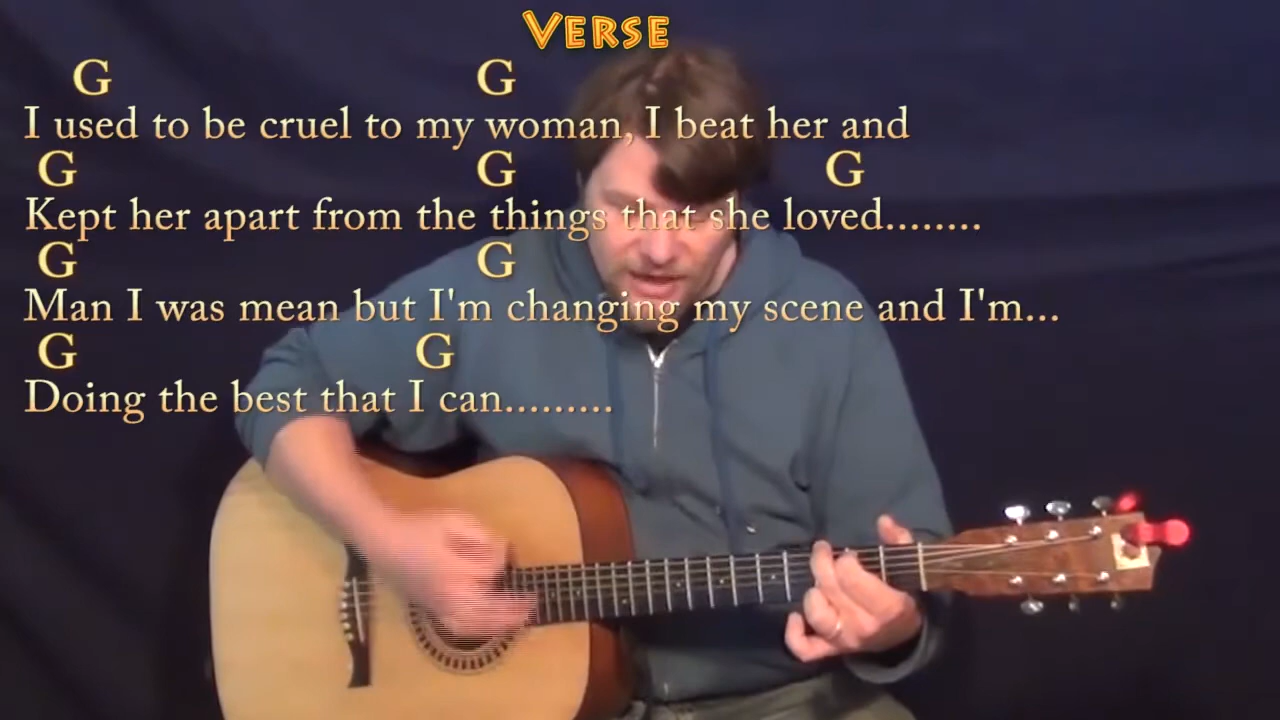 VERSE
G G
I used to be cruel to my woman, I beat her and
G G G
Kept her apart from the things that she loved........
G G
Man I was mean but I'm changing my scene and I'm...
G G
Doing the best that I can.........